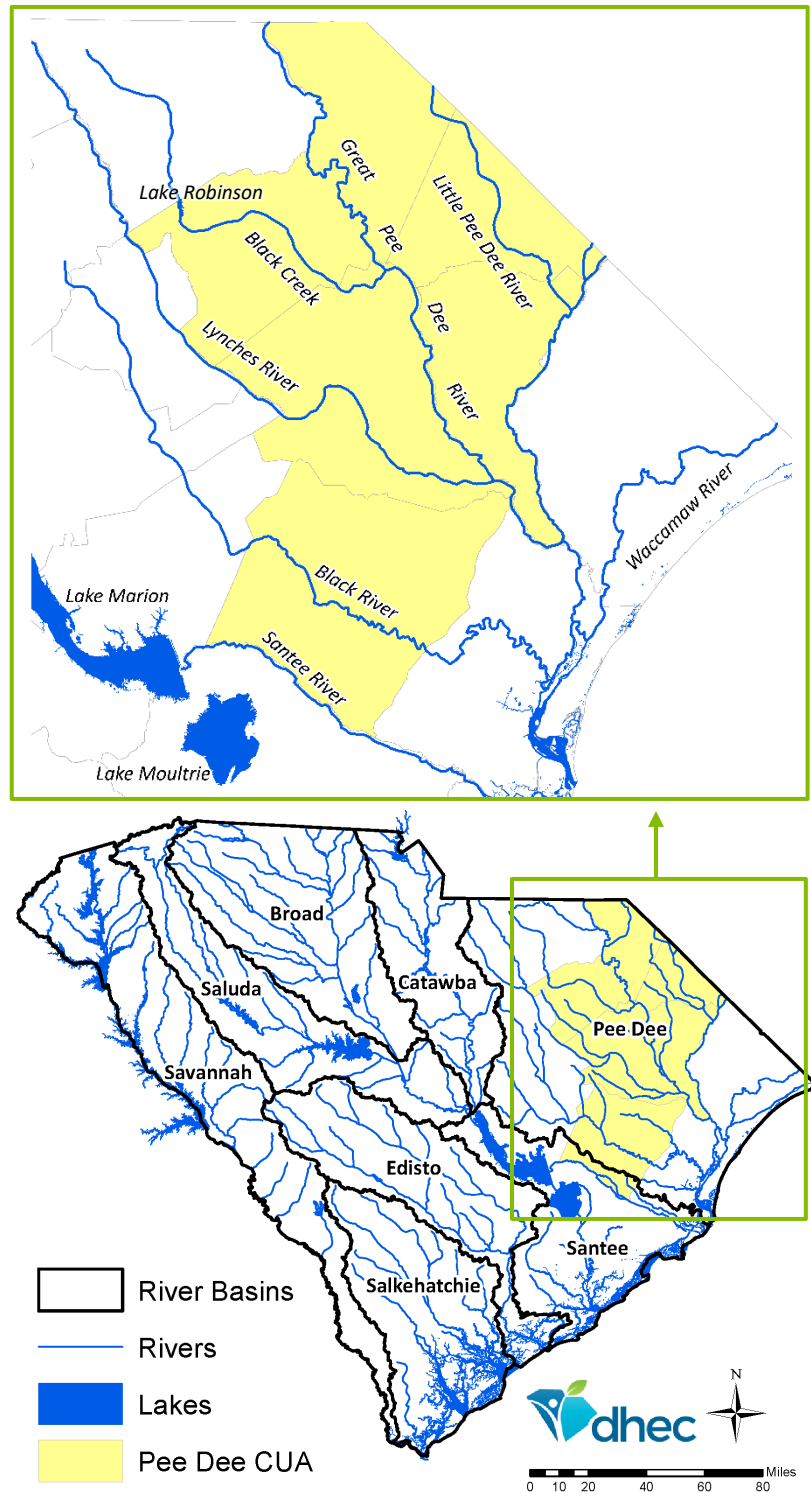 Great
Pee
Dee
River
Little Pee Dee River
Lake Robinson
Black Creek
Lynches River
Waccamaw River
Black River
Lake Marion
Santee River
Lake Moultrie
Broad
Catawba
Saluda
Pee Dee
Savannah
Edisto
Santee
Salkehatchie
River Basins
Rivers
Lakes
Pee Dee CUA
dhec
N
Miles
0 10 20 40 60 80